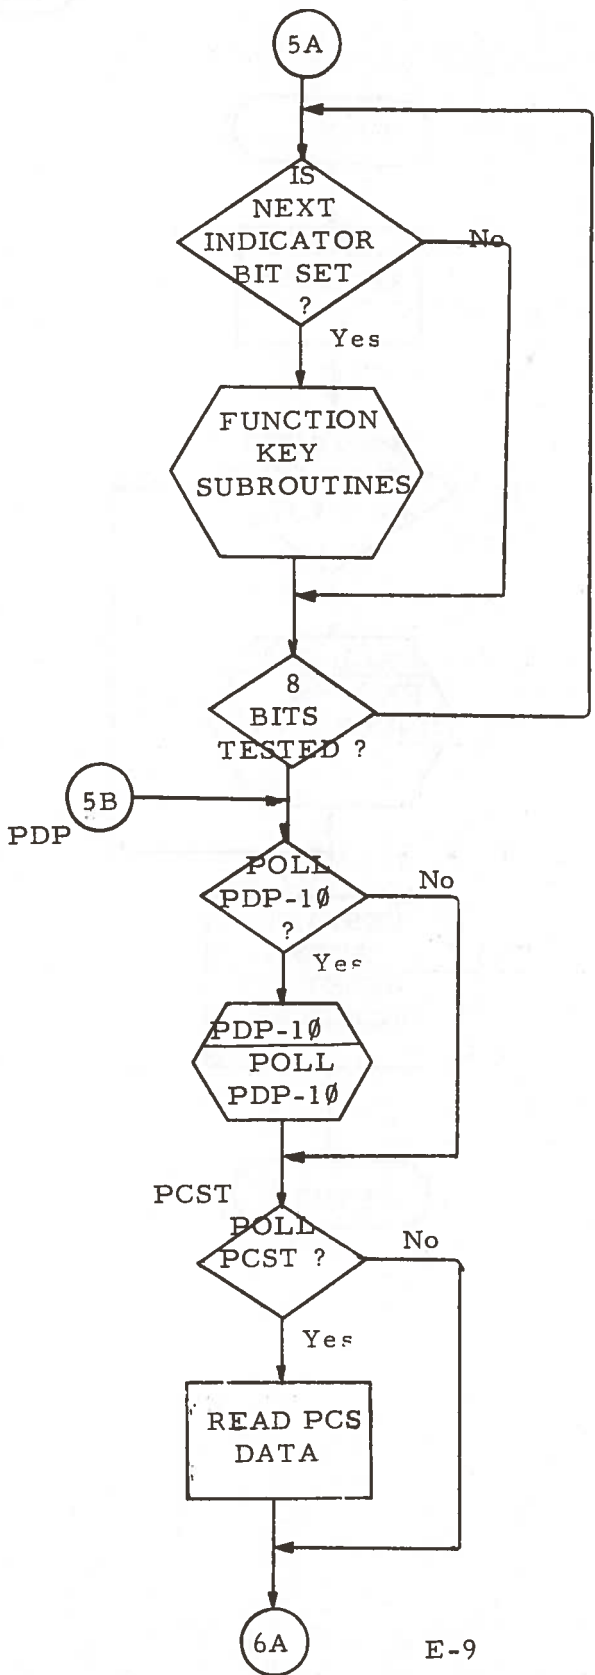 5A
IS
NEXT
INDICATOR
BIT SET
?
No
Yes
FUNCTION
KEY
SUBROUTINES
8
BITS
TESTED ?
5B
PDP
POLL
PDP-1Ø
?
No
Yes
PDP-1Ø
POLL
PDP-1Ø
PCST
POLL
PCST ?
No
Yes
READ PCS
DATA
6A
E-9